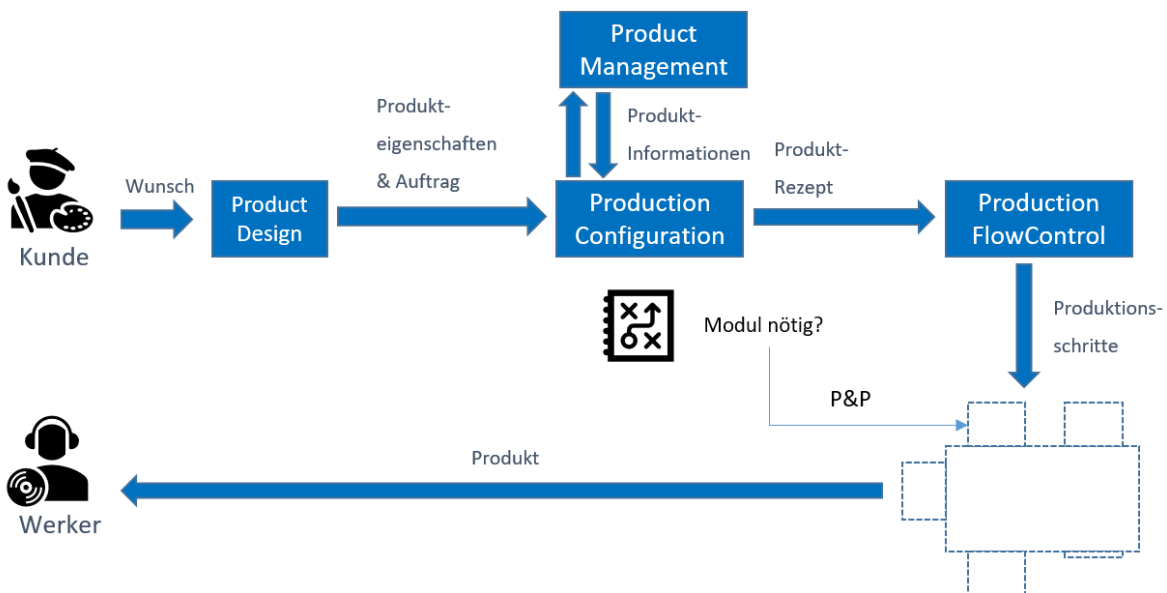 Product
Management
Produkt-
eigenschaften
& Auftrag
Produkt-
Informationen
Produkt-
Rezept
Wunsch
Kunde
Product
Design
Production
Configuration
Production
FlowControl
Modul nötig?
Produktions-
schritte
P&P
Produkt
Werker